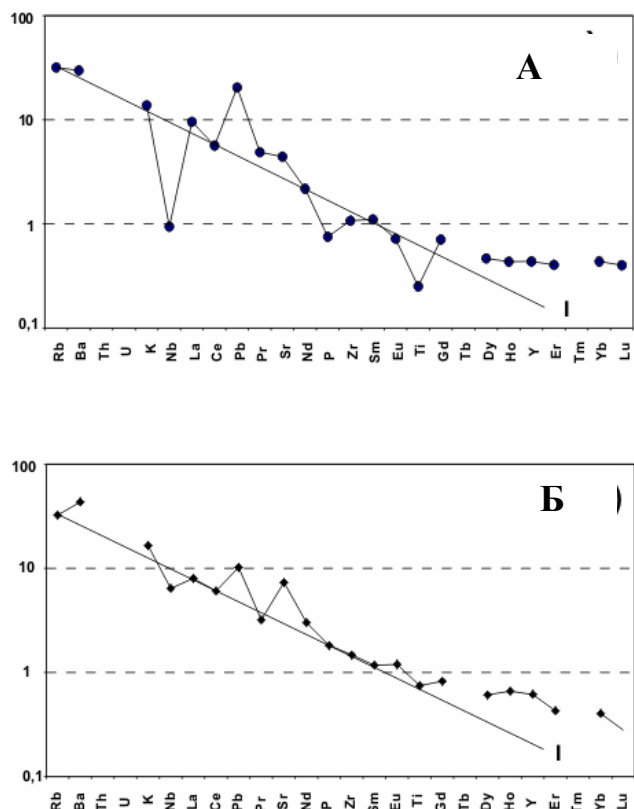 100
А
10
1
I
0,1
Rb Ba Th U K Nb La Ce Pb Pr Sr Nd P Zr Sm Eu Ti Gd Tb Dy Ho Y Er Tm Yb Lu
100
Б )
10
1
I
0,1
Rb Ba Th U K Nb La Ce Pb Pr Sr Nd P Zr Sm Eu Ti Gd Tb Dy Ho Y Er Tm Yb Lu